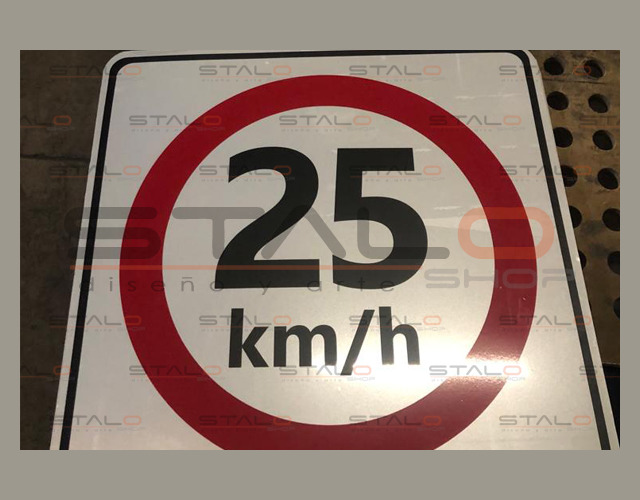 25
km/h
STALO
SHOP
diseño y arte